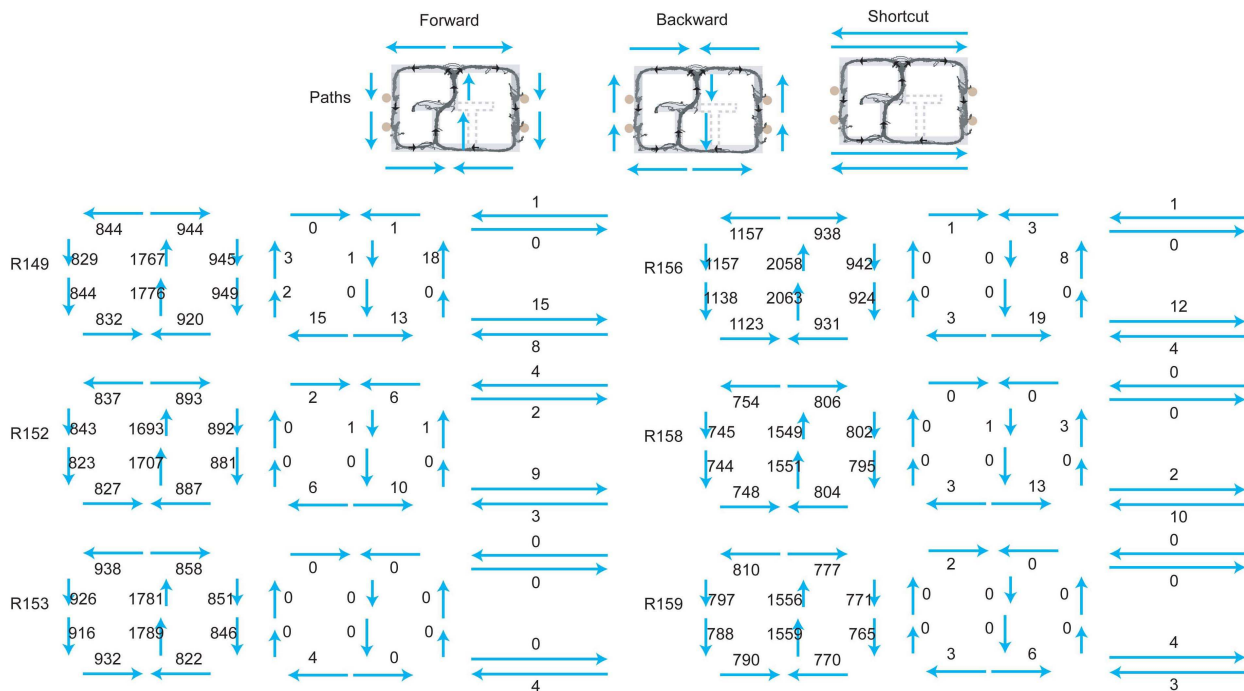 Forward Backward Shortcut
Paths
1 1
844 944 0 1 1157 938 1 3
0 0
R149 829 1767 945 3 1 18 R156 1157 2058 942 0 0 8
844 1776 949 2 0 0 1138 2063 924 0 0 0
15 12
832 920 15 13 1123 931 3 19
8 4
4 0
837 893 2 6 754 806 0 0
2 0
R152 843 1693 892 0 1 1 R158 745 1549 802 0 1 3
823 1707 881 0 0 0 744 1551 795 0 0 0
9 2
827 887 6 10 748 804 3 13
3 10
0 0
938 858 0 0 810 777 2 0
0 0
R153 926 1781 851 0 0 0 R159 797 1556 771 0 0 0
916 1789 846 0 0 0 788 1559 765 0 0 0
0 4
932 822 4 0 790 770 3 6
4 3